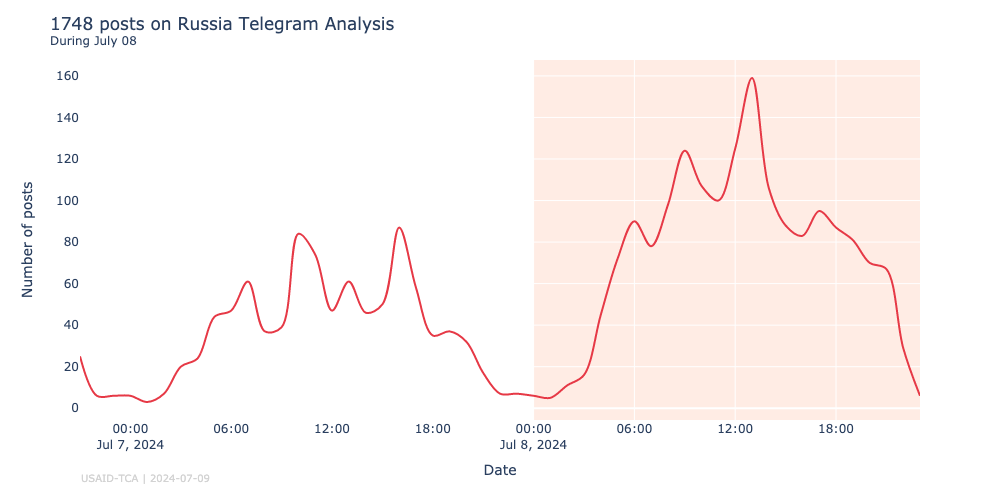 1748 posts on Russia Telegram Analysis
During July 08
Number of posts
160
140
120
100
80
60
40
20
0
00:00 06:00 12:00 18:00 00:00 06:00 12:00 18:00
Jul 7, 2024 Jul 8, 2024
Date
USAID-TCA | 2024-07-09